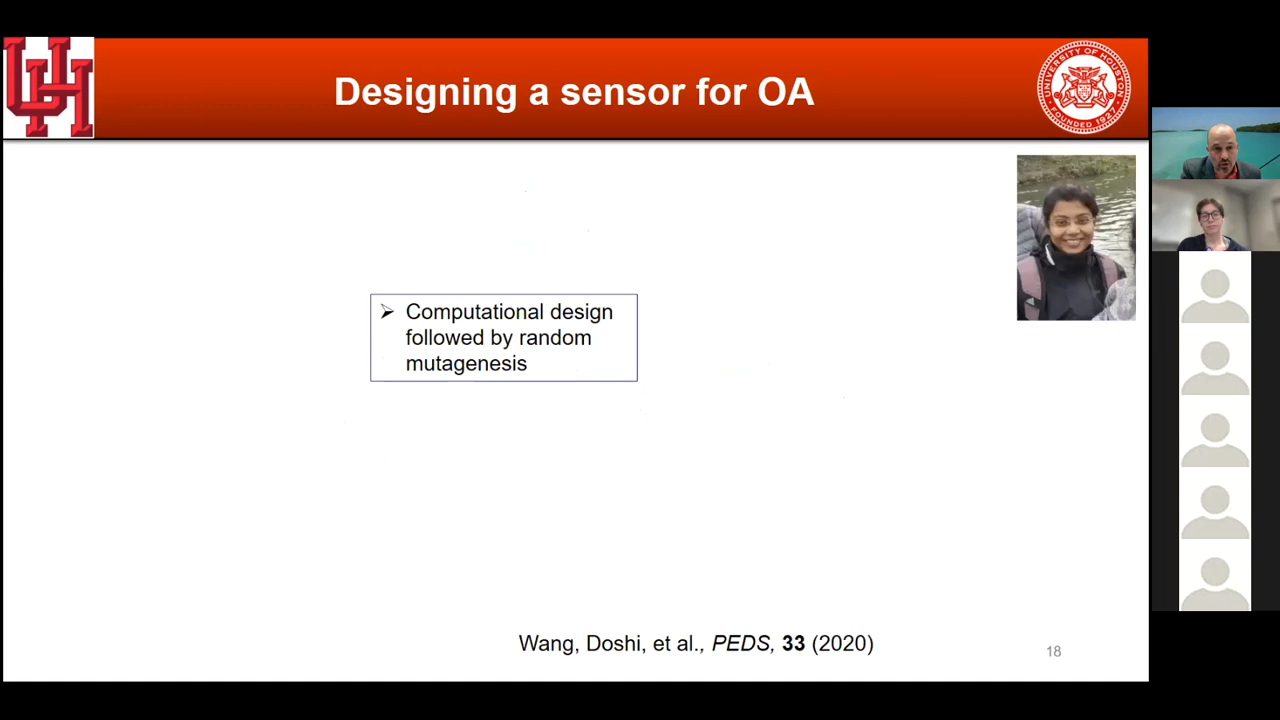 UH
Designing a sensor for OA
UNIVERSITY OF HOUSTON
FOUNDED 1927
➢ Computational design
followed by random
mutagenesis
Wang, Doshi, et al., PEDS, 33 (2020)
18